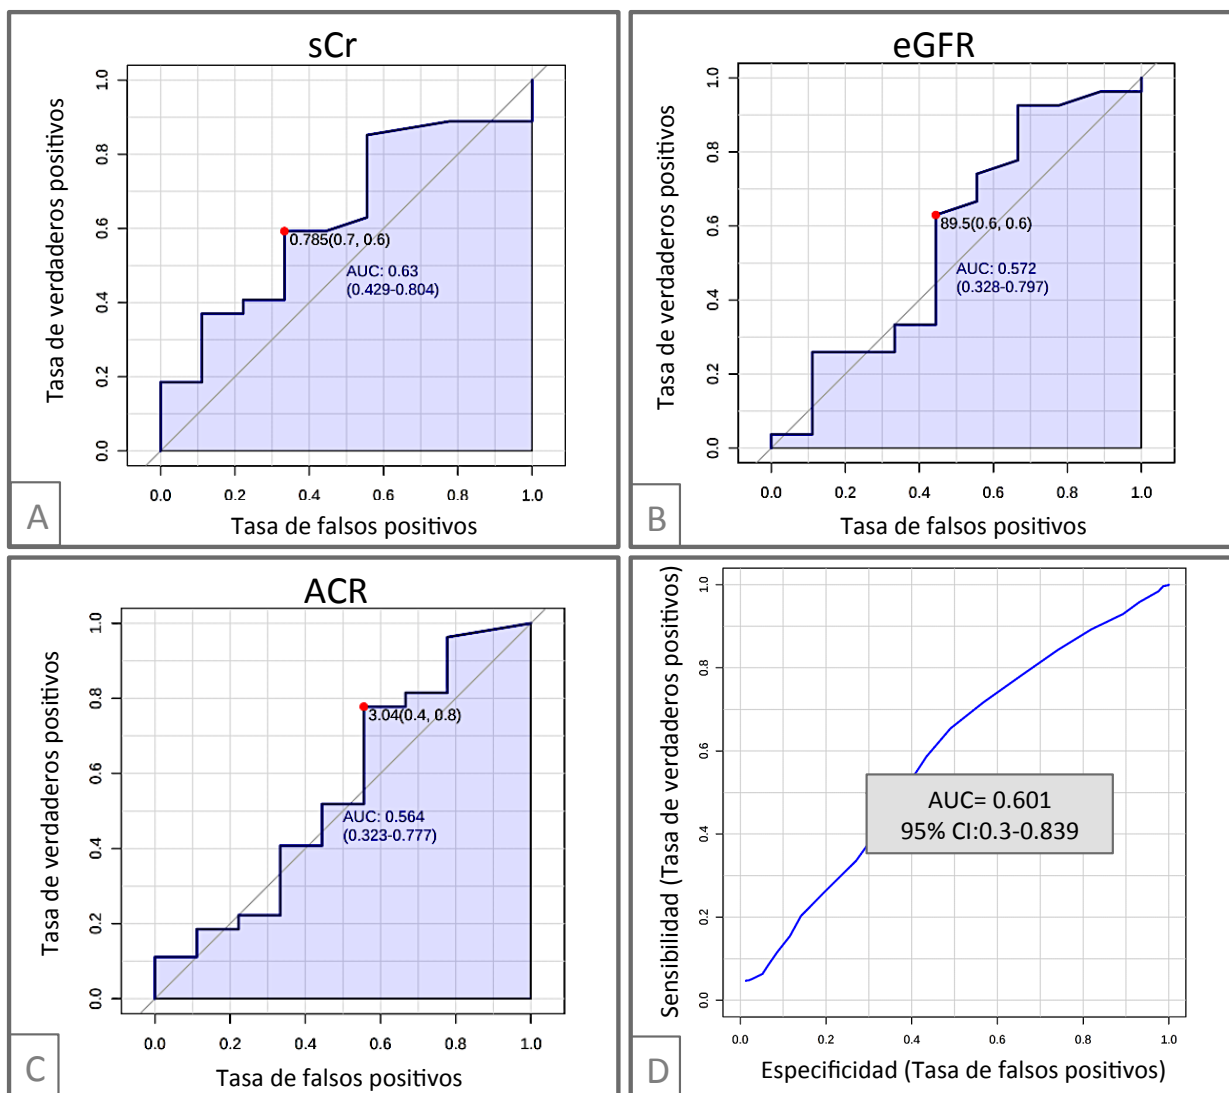 sCr
Tasa de verdaderos positivos
1.0
0.8
0.6
0.4
0.2
0.0
0.785(0.7, 0.6)
AUC: 0.63
(0.429-0.804)
0.0 0.2 0.4 0.6 0.8 1.0
Tasa de falsos positivos
A
eGFR
Tasa de verdaderos positivos
1.0
0.8
0.6
0.4
0.2
0.0
89.5(0.6, 0.6)
AUC: 0.572
(0.328-0.797)
0.0 0.2 0.4 0.6 0.8 1.0
Tasa de falsos positivos
B
ACR
Tasa de verdaderos positivos
1.0
0.8
0.6
0.4
0.2
0.0
3.04(0.4, 0.8)
AUC: 0.564
(0.323-0.777)
0.0 0.2 0.4 0.6 0.8 1.0
Tasa de falsos positivos
C
Sensibilidad (Tasa de verdaderos positivos)
1.0
0.8
0.6
0.4
0.2
0.0
AUC= 0.601
95% CI:0.3-0.839
0.0 0.2 0.4 0.6 0.8 1.0
Especificidad (Tasa de falsos positivos)
D